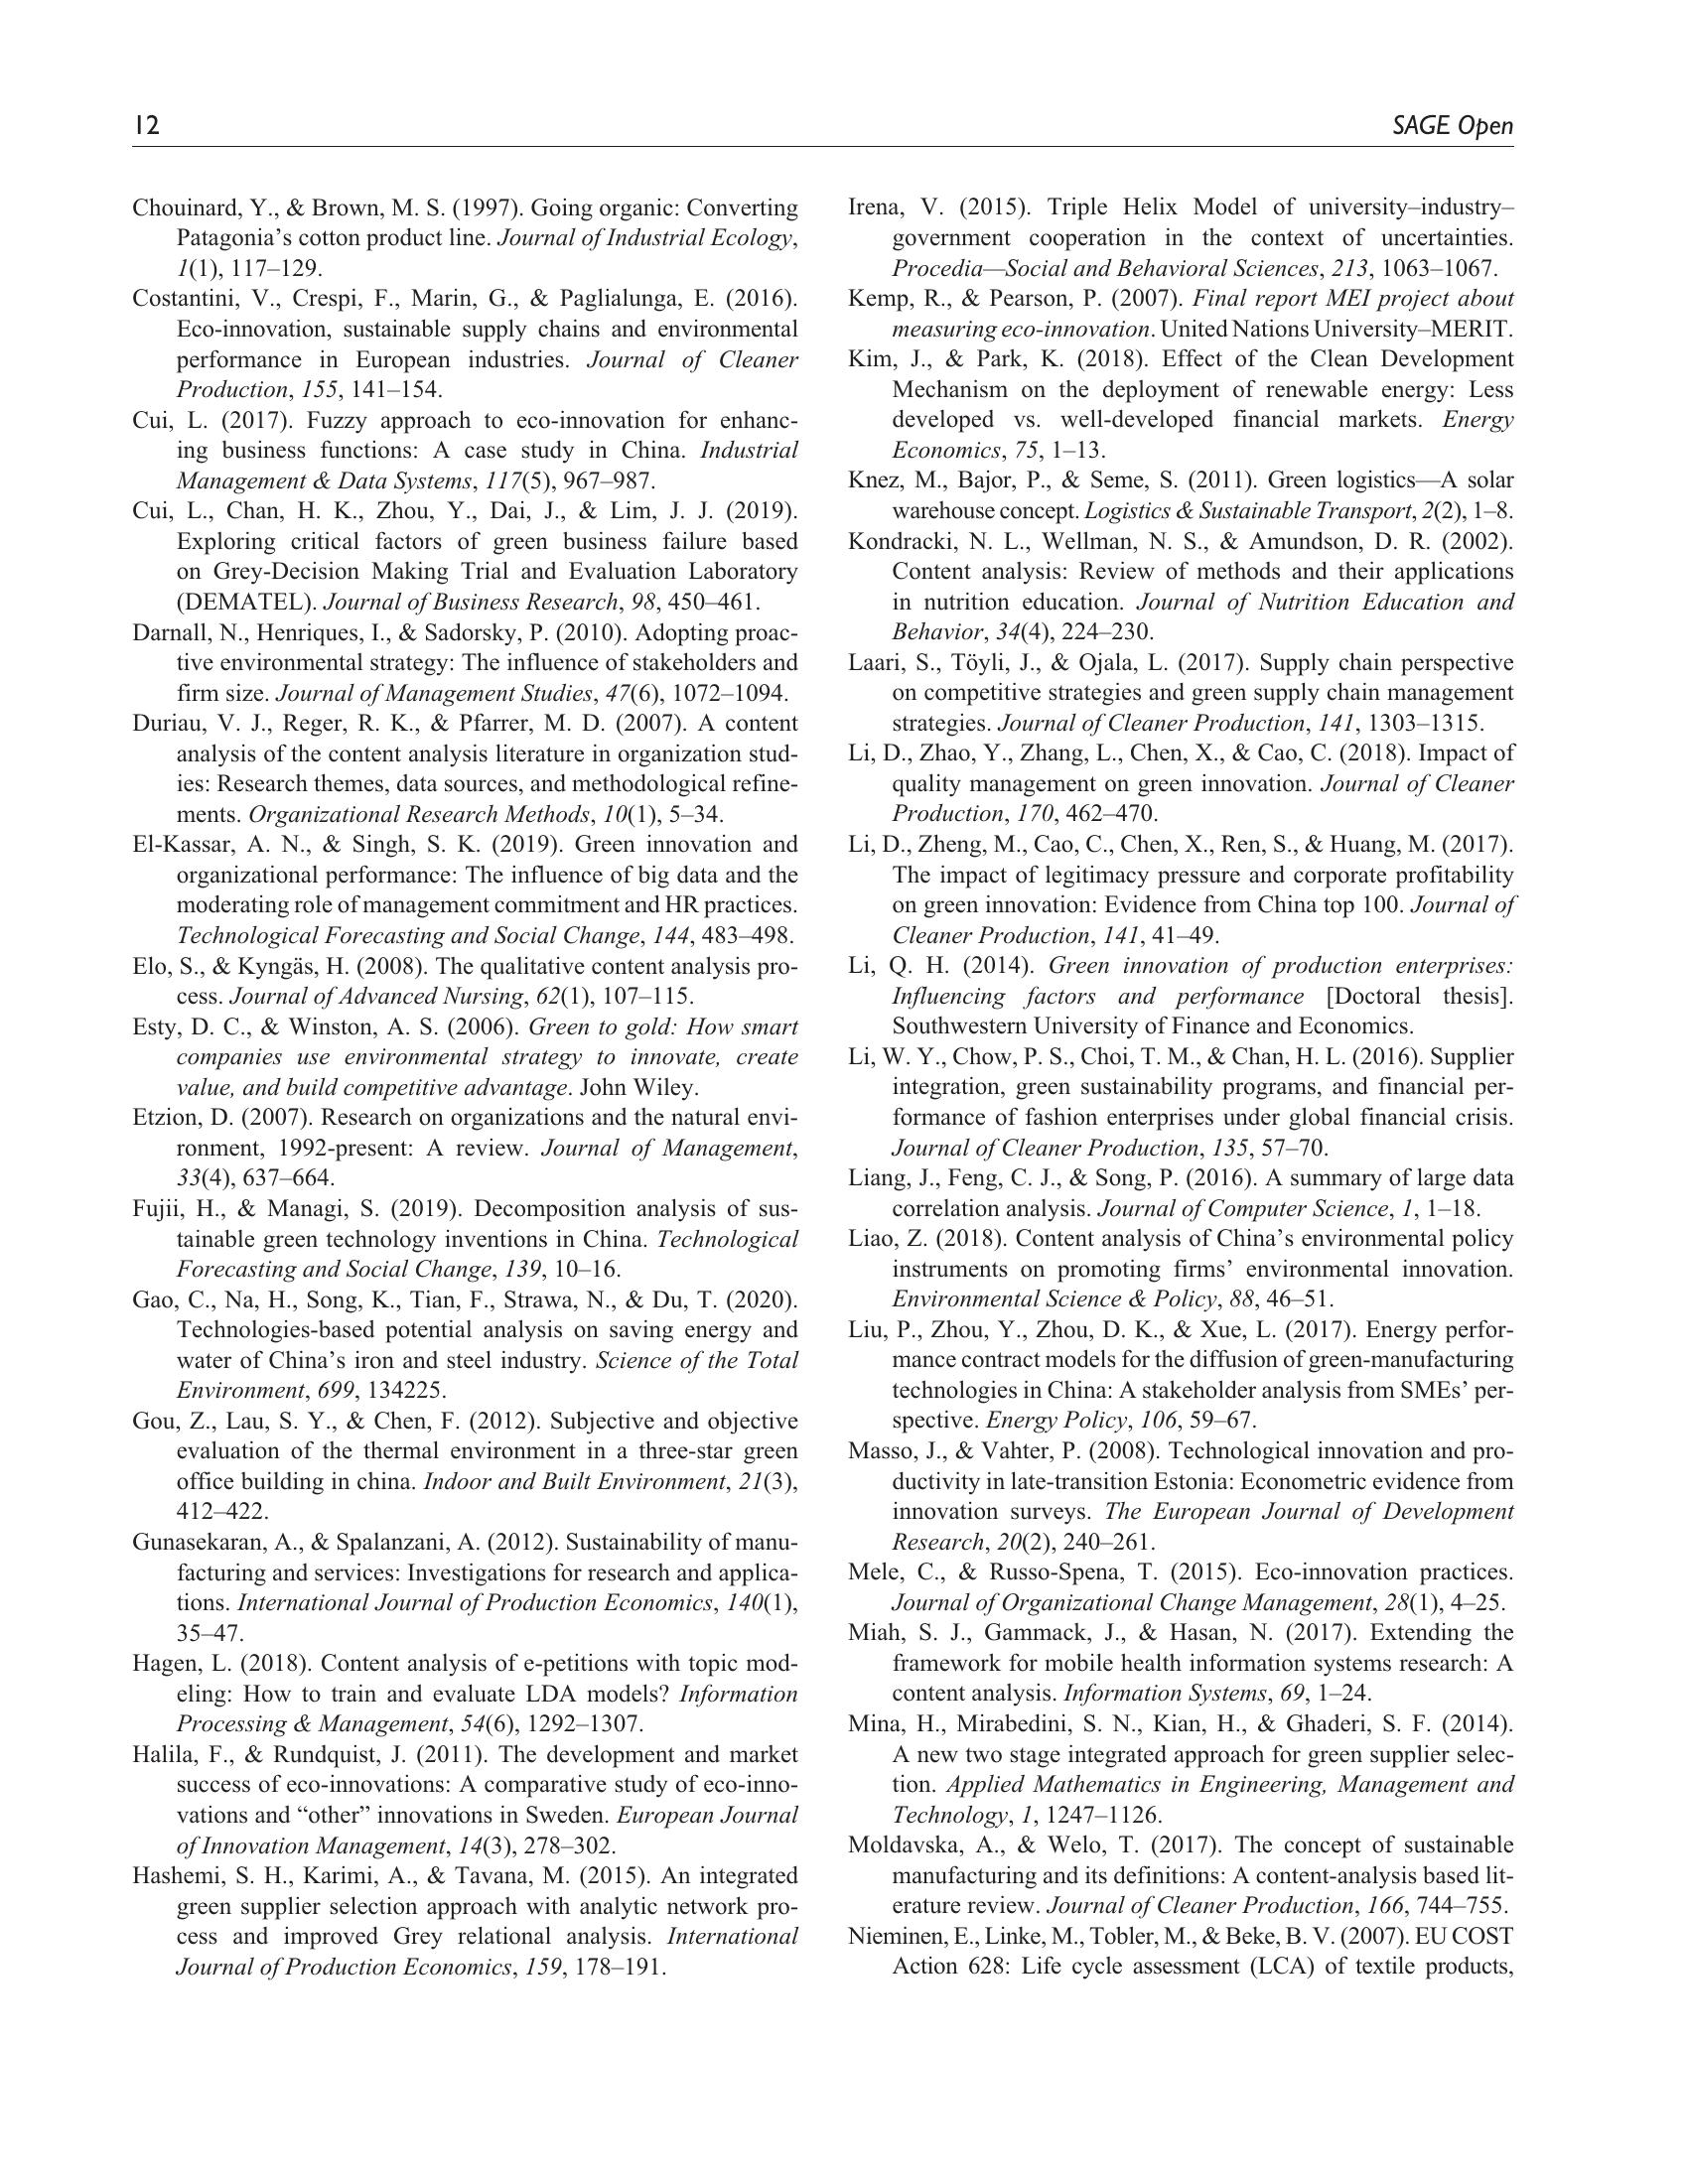 12
SAGE Open
Chouinard, Y., & Brown, M. S. (1997). Going organic: Converting
Patagonia’s cotton product line. Journal of Industrial Ecology,
1(1), 117–129.
Costantini, V., Crespi, F., Marin, G., & Paglialunga, E. (2016).
Eco-innovation, sustainable supply chains and environmental
performance in European industries. Journal of Cleaner
Production, 155, 141–154.
Cui, L. (2017). Fuzzy approach to eco-innovation for enhanc-
ing business functions: A case study in China. Industrial
Management & Data Systems, 117(5), 967–987.
Cui, L., Chan, H. K., Zhou, Y., Dai, J., & Lim, J. J. (2019).
Exploring critical factors of green business failure based
on Grey-Decision Making Trial and Evaluation Laboratory
(DEMATEL). Journal of Business Research, 98, 450–461.
Darnall, N., Henriques, I., & Sadorsky, P. (2010). Adopting proac-
tive environmental strategy: The influence of stakeholders and
firm size. Journal of Management Studies, 47(6), 1072–1094.
Duriau, V. J., Reger, R. K., & Pfarrer, M. D. (2007). A content
analysis of the content analysis literature in organization stud-
ies: Research themes, data sources, and methodological refine-
ments. Organizational Research Methods, 10(1), 5–34.
El-Kassar, A. N., & Singh, S. K. (2019). Green innovation and
organizational performance: The influence of big data and the
moderating role of management commitment and HR practices.
Technological Forecasting and Social Change, 144, 483–498.
Elo, S., & Kyngäs, H. (2008). The qualitative content analysis pro-
cess. Journal of Advanced Nursing, 62(1), 107–115.
Esty, D. C., & Winston, A. S. (2006). Green to gold: How smart
companies use environmental strategy to innovate, create
value, and build competitive advantage. John Wiley.
Etzion, D. (2007). Research on organizations and the natural envi-
ronment, 1992-present: A review. Journal of Management,
33(4), 637–664.
Fujii, H., & Managi, S. (2019). Decomposition analysis of sus-
tainable green technology inventions in China. Technological
Forecasting and Social Change, 139, 10–16.
Gao, C., Na, H., Song, K., Tian, F., Strawa, N., & Du, T. (2020).
Technologies-based potential analysis on saving energy and
water of China’s iron and steel industry. Science of the Total
Environment, 699, 134225.
Gou, Z., Lau, S. Y., & Chen, F. (2012). Subjective and objective
evaluation of the thermal environment in a three-star green
office building in china. Indoor and Built Environment, 21(3),
412–422.
Gunasekaran, A., & Spalanzani, A. (2012). Sustainability of manu-
facturing and services: Investigations for research and applica-
tions. International Journal of Production Economics, 140(1),
35–47.
Hagen, L. (2018). Content analysis of e-petitions with topic mod-
eling: How to train and evaluate LDA models? Information
Processing & Management, 54(6), 1292–1307.
Halila, F., & Rundquist, J. (2011). The development and market
success of eco-innovations: A comparative study of eco-inno-
vations and “other” innovations in Sweden. European Journal
of Innovation Management, 14(3), 278–302.
Hashemi, S. H., Karimi, A., & Tavana, M. (2015). An integrated
green supplier selection approach with analytic network pro-
cess and improved Grey relational analysis. International
Journal of Production Economics, 159, 178–191.
Irena, V. (2015). Triple Helix Model of university–industry–
government cooperation in the context of uncertainties.
Procedia—Social and Behavioral Sciences, 213, 1063–1067.
Kemp, R., & Pearson, P. (2007). Final report MEI project about
measuring eco-innovation. United Nations University–MERIT.
Kim, J., & Park, K. (2018). Effect of the Clean Development
Mechanism on the deployment of renewable energy: Less
developed vs. well-developed financial markets. Energy
Economics, 75, 1–13.
Knez, M., Bajor, P., & Seme, S. (2011). Green logistics—A solar
warehouse concept. Logistics & Sustainable Transport, 2(2), 1–8.
Kondracki, N. L., Wellman, N. S., & Amundson, D. R. (2002).
Content analysis: Review of methods and their applications
in nutrition education. Journal of Nutrition Education and
Behavior, 34(4), 224–230.
Laari, S., Töyli, J., & Ojala, L. (2017). Supply chain perspective
on competitive strategies and green supply chain management
strategies. Journal of Cleaner Production, 141, 1303–1315.
Li, D., Zhao, Y., Zhang, L., Chen, X., & Cao, C. (2018). Impact of
quality management on green innovation. Journal of Cleaner
Production, 170, 462–470.
Li, D., Zheng, M., Cao, C., Chen, X., Ren, S., & Huang, M. (2017).
The impact of legitimacy pressure and corporate profitability
on green innovation: Evidence from China top 100. Journal of
Cleaner Production, 141, 41–49.
Li, Q. H. (2014). Green innovation of production enterprises:
Influencing factors and performance [Doctoral thesis].
Southwestern University of Finance and Economics.
Li, W. Y., Chow, P. S., Choi, T. M., & Chan, H. L. (2016). Supplier
integration, green sustainability programs, and financial per-
formance of fashion enterprises under global financial crisis.
Journal of Cleaner Production, 135, 57–70.
Liang, J., Feng, C. J., & Song, P. (2016). A summary of large data
correlation analysis. Journal of Computer Science, 1, 1–18.
Liao, Z. (2018). Content analysis of China’s environmental policy
instruments on promoting firms’ environmental innovation.
Environmental Science & Policy, 88, 46–51.
Liu, P., Zhou, Y., Zhou, D. K., & Xue, L. (2017). Energy perfor-
mance contract models for the diffusion of green-manufacturing
technologies in China: A stakeholder analysis from SMEs’ per-
spective. Energy Policy, 106, 59–67.
Masso, J., & Vahter, P. (2008). Technological innovation and pro-
ductivity in late-transition Estonia: Econometric evidence from
innovation surveys. The European Journal of Development
Research, 20(2), 240–261.
Mele, C., & Russo-Spena, T. (2015). Eco-innovation practices.
Journal of Organizational Change Management, 28(1), 4–25.
Miah, S. J., Gammack, J., & Hasan, N. (2017). Extending the
framework for mobile health information systems research: A
content analysis. Information Systems, 69, 1–24.
Mina, H., Mirabedini, S. N., Kian, H., & Ghaderi, S. F. (2014).
A new two stage integrated approach for green supplier selec-
tion. Applied Mathematics in Engineering, Management and
Technology, 1, 1247–1126.
Moldavska, A., & Welo, T. (2017). The concept of sustainable
manufacturing and its definitions: A content-analysis based lit-
erature review. Journal of Cleaner Production, 166, 744–755.
Nieminen, E., Linke, M., Tobler, M., & Beke, B. V. (2007). EU COST
Action 628: Life cycle assessment (LCA) of textile products,